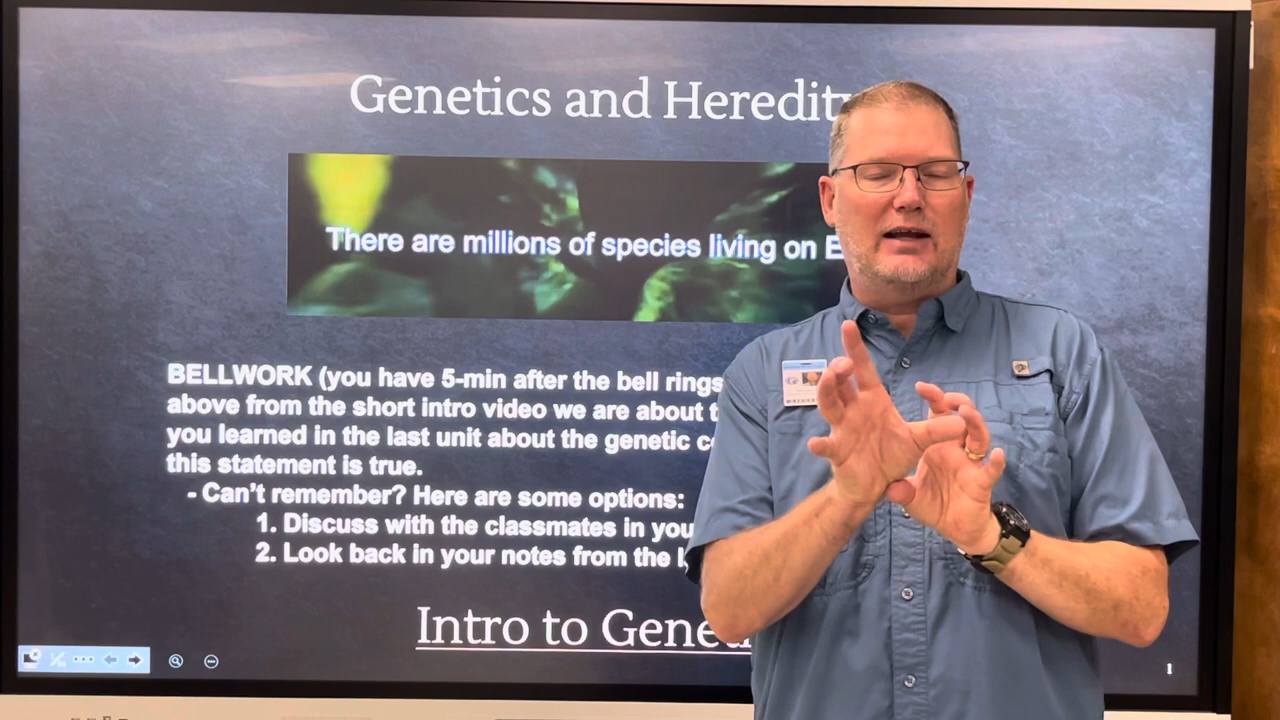 Genetics and Heredity
There are millions of species living on E
BELLWORK (you have 5-min after the bell rings
above from the short intro video we are about t
you learned in the last unit about the genetic c
this statement is true.
- Can't remember? Here are some options:
1. Discuss with the classmates in you
2. Look back in your notes from the l
Intro to Gene
1